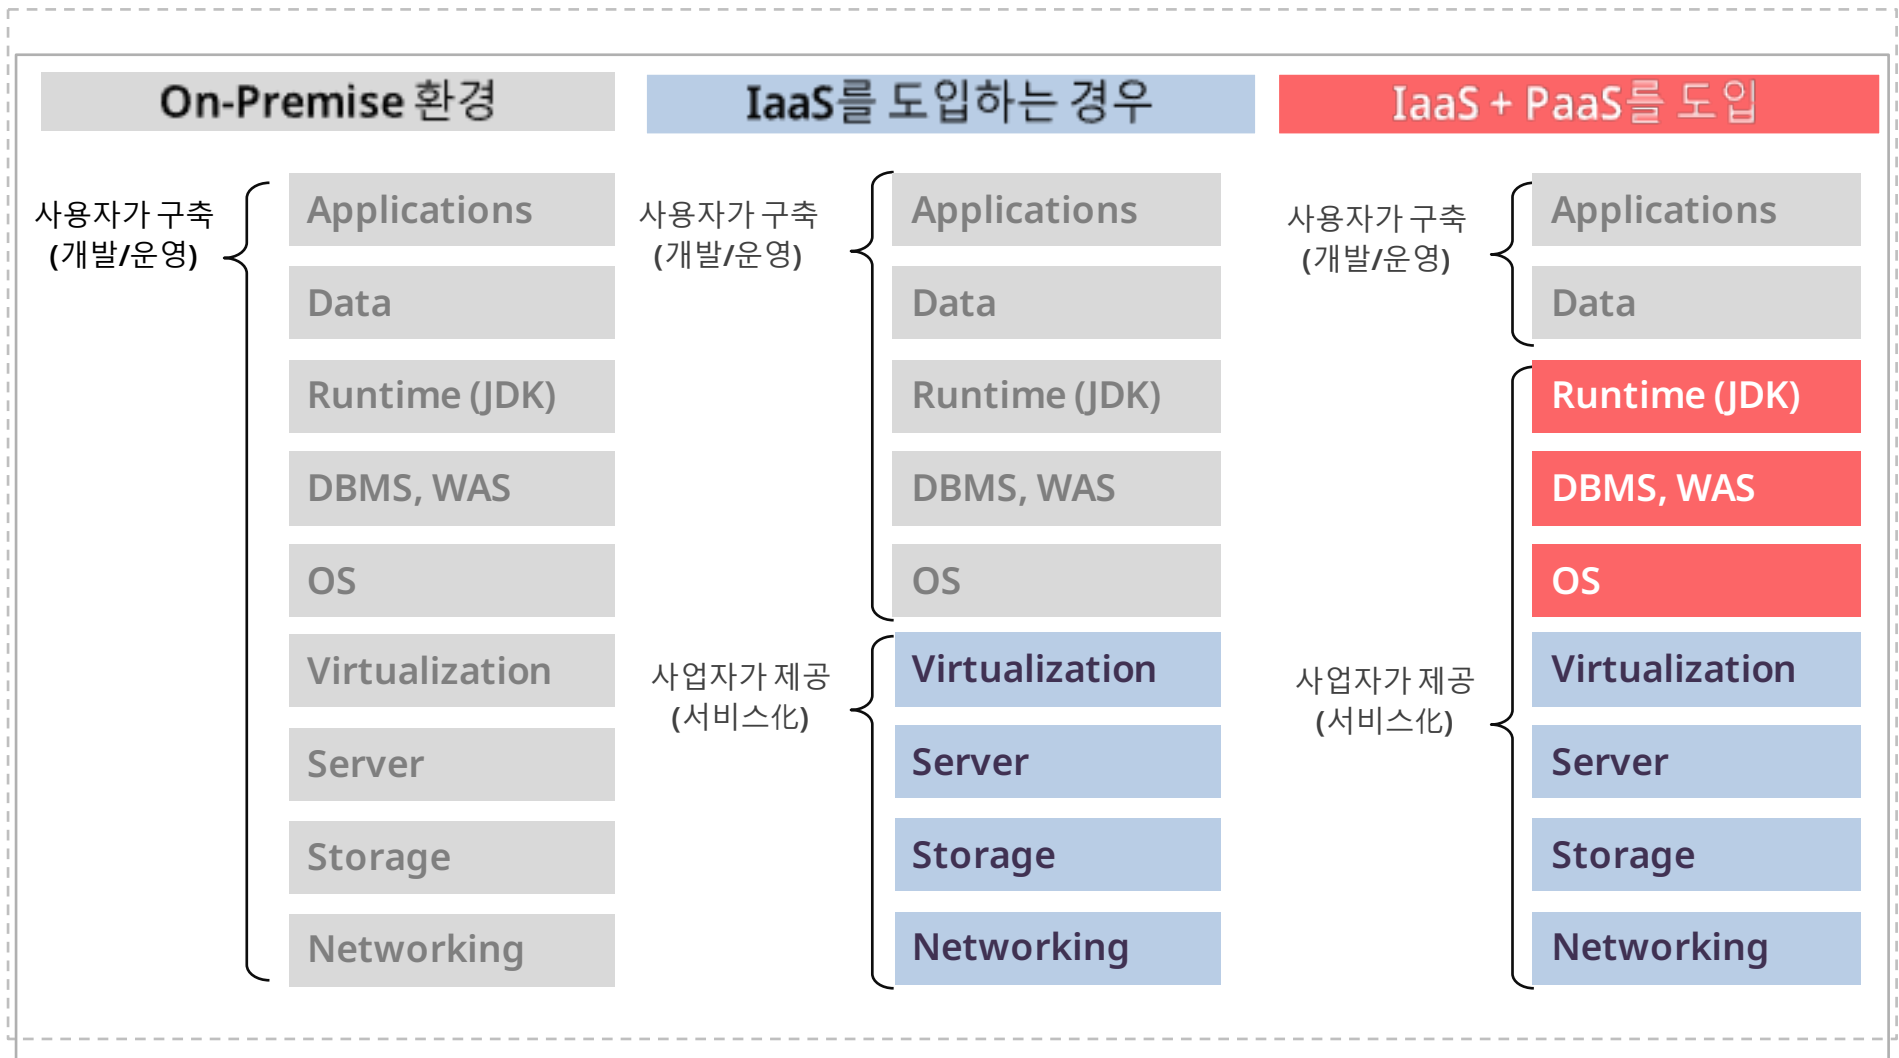 On-Premise 환경
사용자가 구축
(개발/운영)
Applications
Data
Runtime (JDK)
DBMS, WAS
OS
Virtualization
Server
Storage
Networking
IaaS를 도입하는 경우
사용자가 구축
(개발/운영)
Applications
Data
Runtime (JDK)
DBMS, WAS
OS
사업자가 제공
(서비스化)
Virtualization
Server
Storage
Networking
IaaS + PaaS를 도입
사용자가 구축
(개발/운영)
Applications
Data
Runtime (JDK)
DBMS, WAS
OS
사업자가 제공
(서비스化)
Virtualization
Server
Storage
Networking